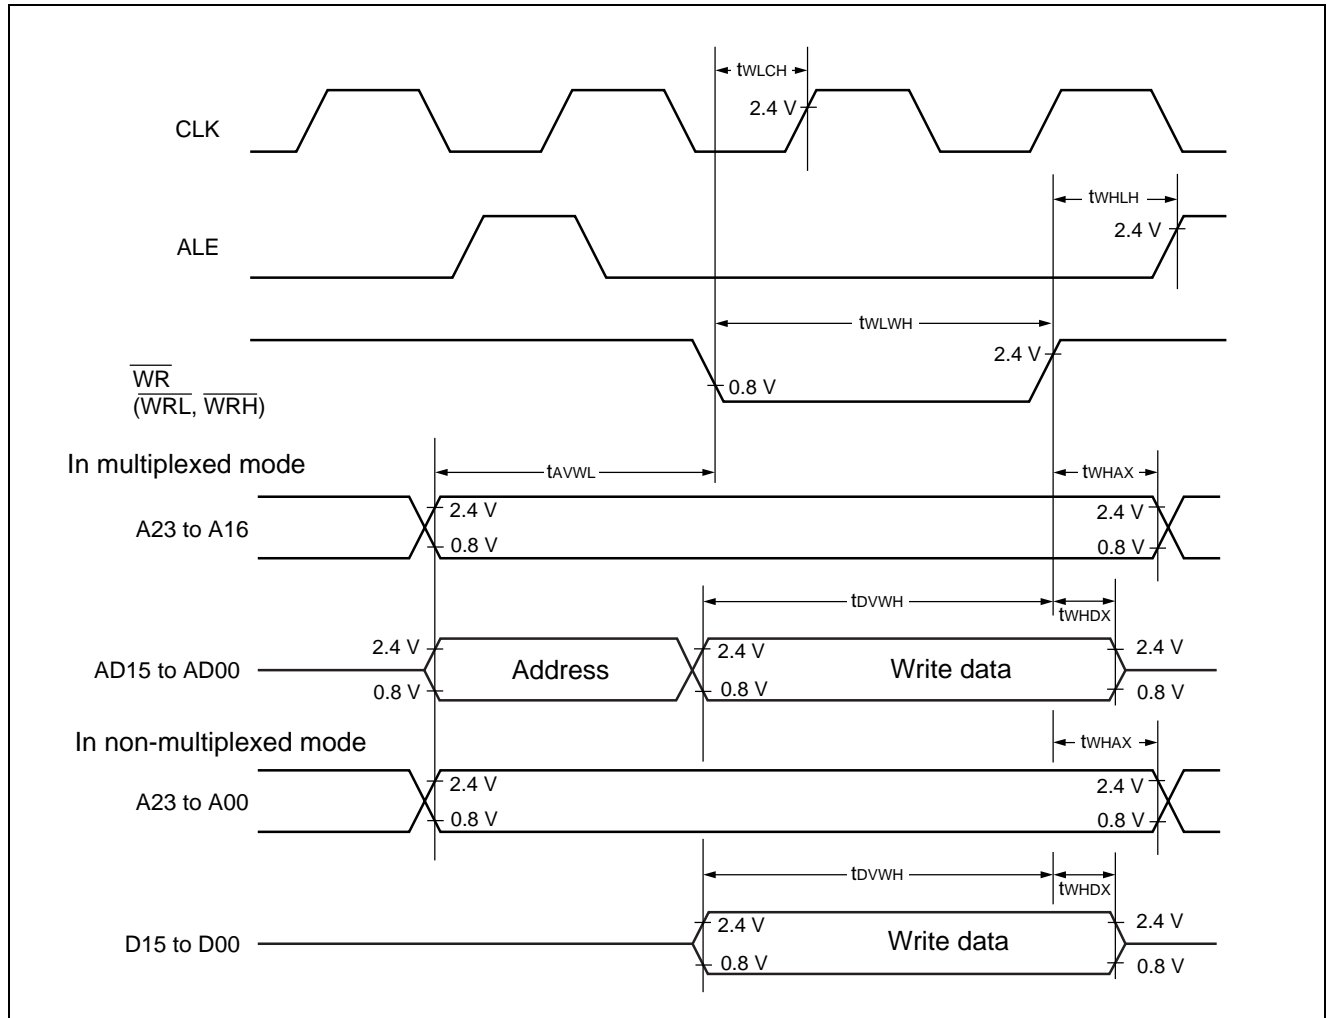 tWLCH
2.4 V
CLK
tWHLH
2.4 V
ALE
tWLWH
2.4 V
0.8 V
WR
(WRL, WRH)
In multiplexed mode
tAVWL
tWHAX
2.4 V
2.4 V
A23 to A16
0.8 V
0.8 V
tDVWH
tWHDX
2.4 V
2.4 V
2.4 V
AD15 to AD00
Address
Write data
0.8 V
0.8 V
0.8 V
In non-multiplexed mode
tWHAX
2.4 V
2.4 V
A23 to A00
0.8 V
0.8 V
tDVWH
tWHDX
2.4 V
2.4 V
D15 to D00
Write data
0.8 V
0.8 V